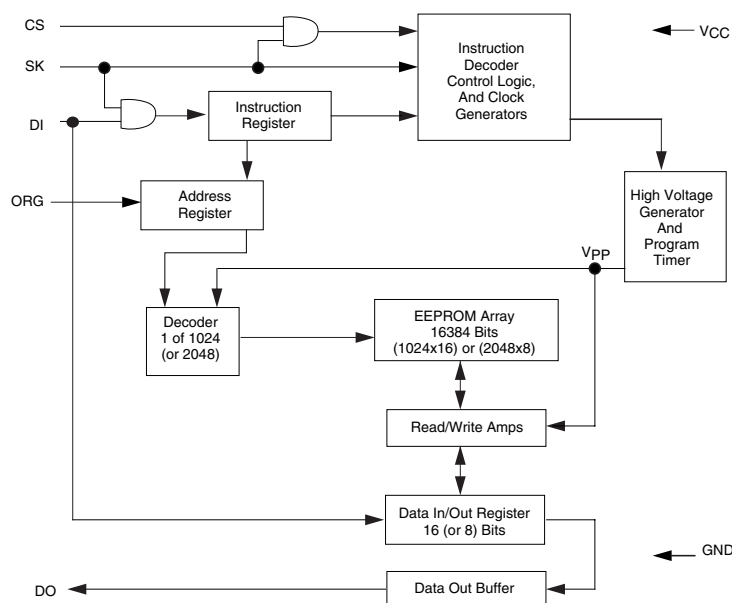 CS
SK
DI
ORG
Instruction
Decoder
Control Logic,
And Clock
Generators
VCC
Instruction
Register
Address
Register
High Voltage
Generator
And
Program
Timer
VPP
Decoder
1 of 1024
(or 2048)
EEPROM Array
16384 Bits
(1024x16) or (2048x8)
Read/Write Amps
Data In/Out Register
16 (or 8) Bits
GND
DO
Data Out Buffer